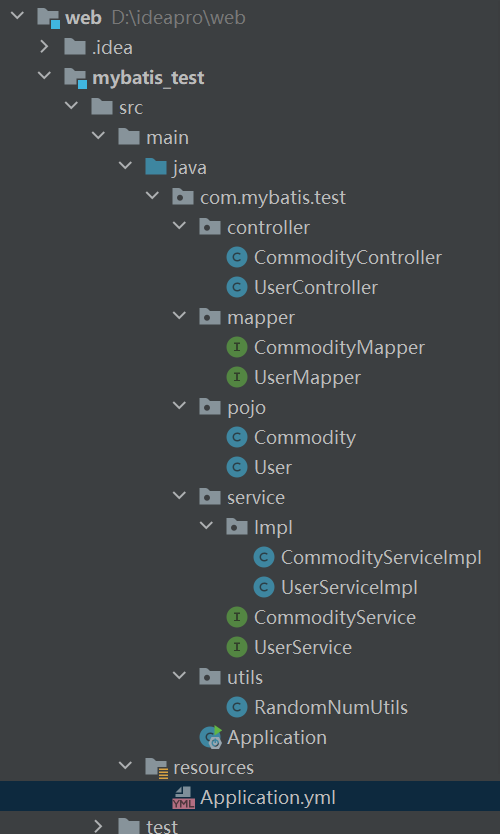 web D:\ideapro\web
.idea
mybatis_test
src
main
java
com.mybatis.test
controller
C CommodityController
C UserController
mapper
I CommodityMapper
I UserMapper
pojo
C Commodity
C User
service
Impl
C CommodityServiceImpl
C UserServiceImpl
I CommodityService
I UserService
utils
C RandomNumUtils
C Application
resources
YML Application.yml
test